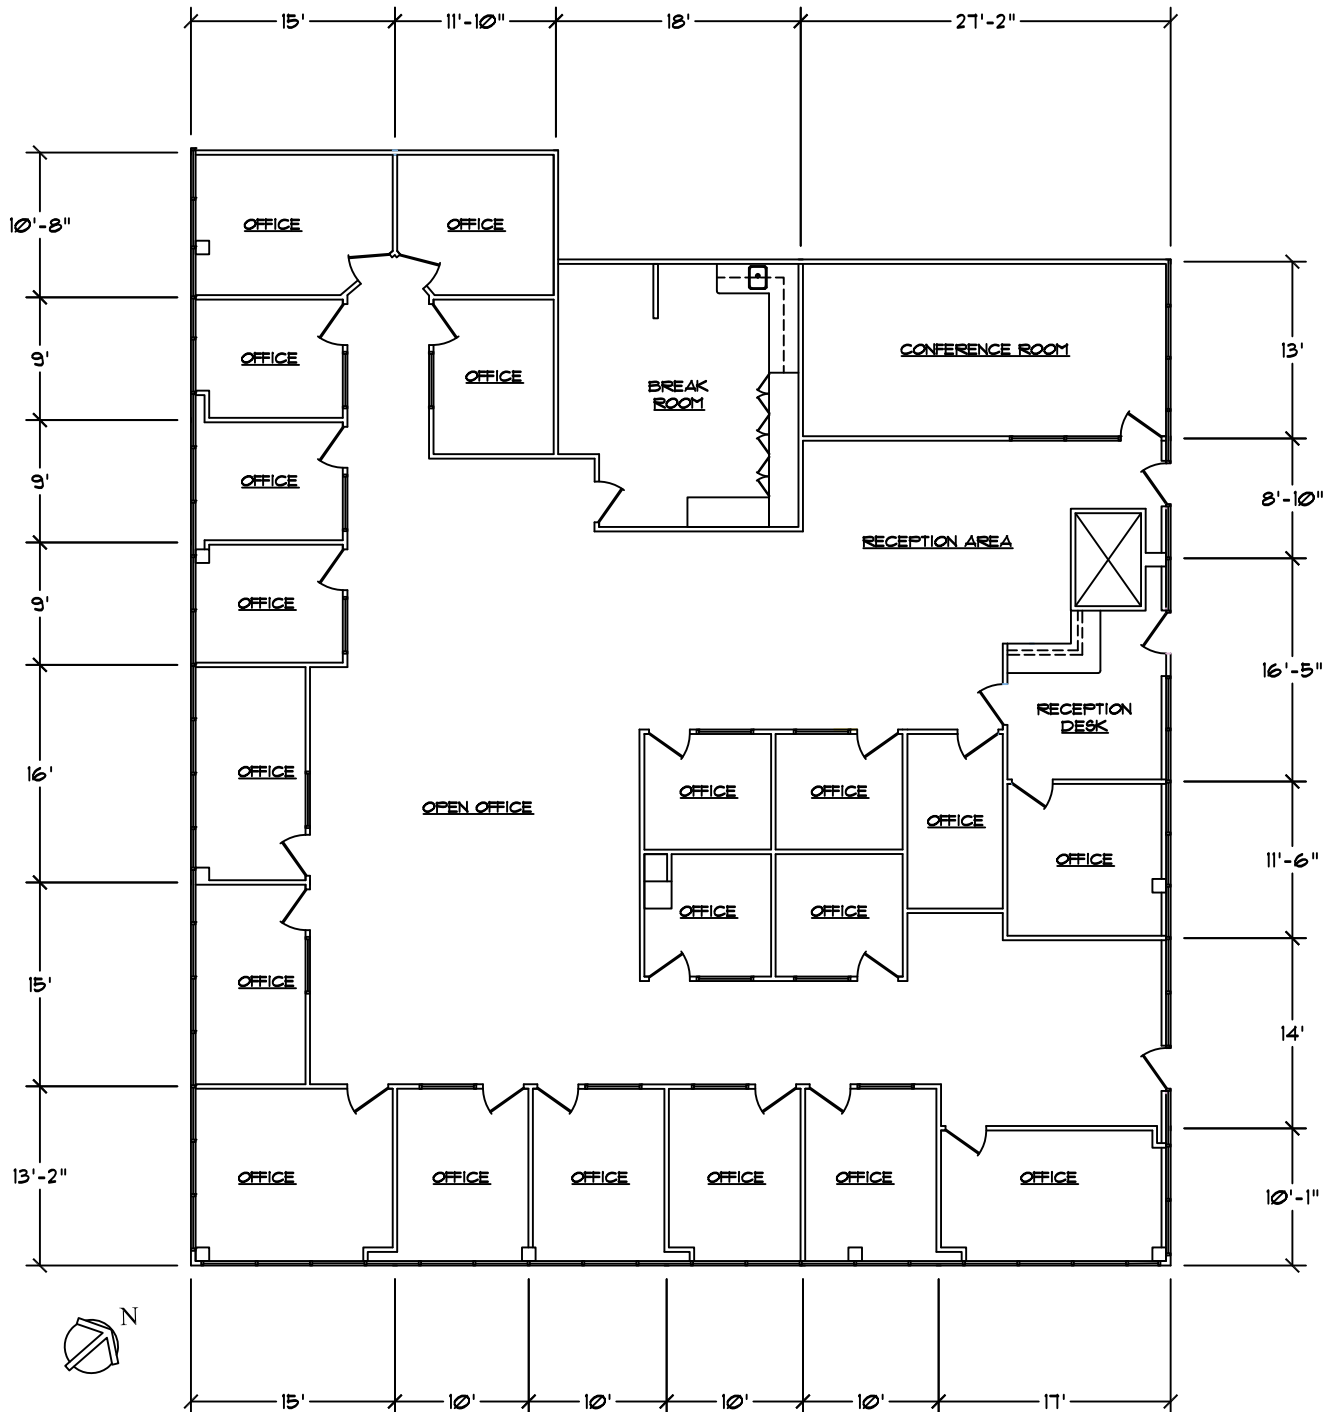 15' 11'-10" 18' 27'-2"
10'-8"
OFFICE OFFICE
9'
OFFICE
OFFICE
BREAK
ROOM
CONFERENCE ROOM
13'
9'
OFFICE
8'-10"
RECEPTION AREA
9'
OFFICE
16'-5"
RECEPTION
DESK
16'
OFFICE
OPEN OFFICE
OFFICE OFFICE
OFFICE
OFFICE
11'-6"
OFFICE OFFICE
15'
OFFICE
14'
13'-2"
OFFICE OFFICE OFFICE OFFICE OFFICE OFFICE
10'-1"
N
15' 10' 10' 10' 10' 17'